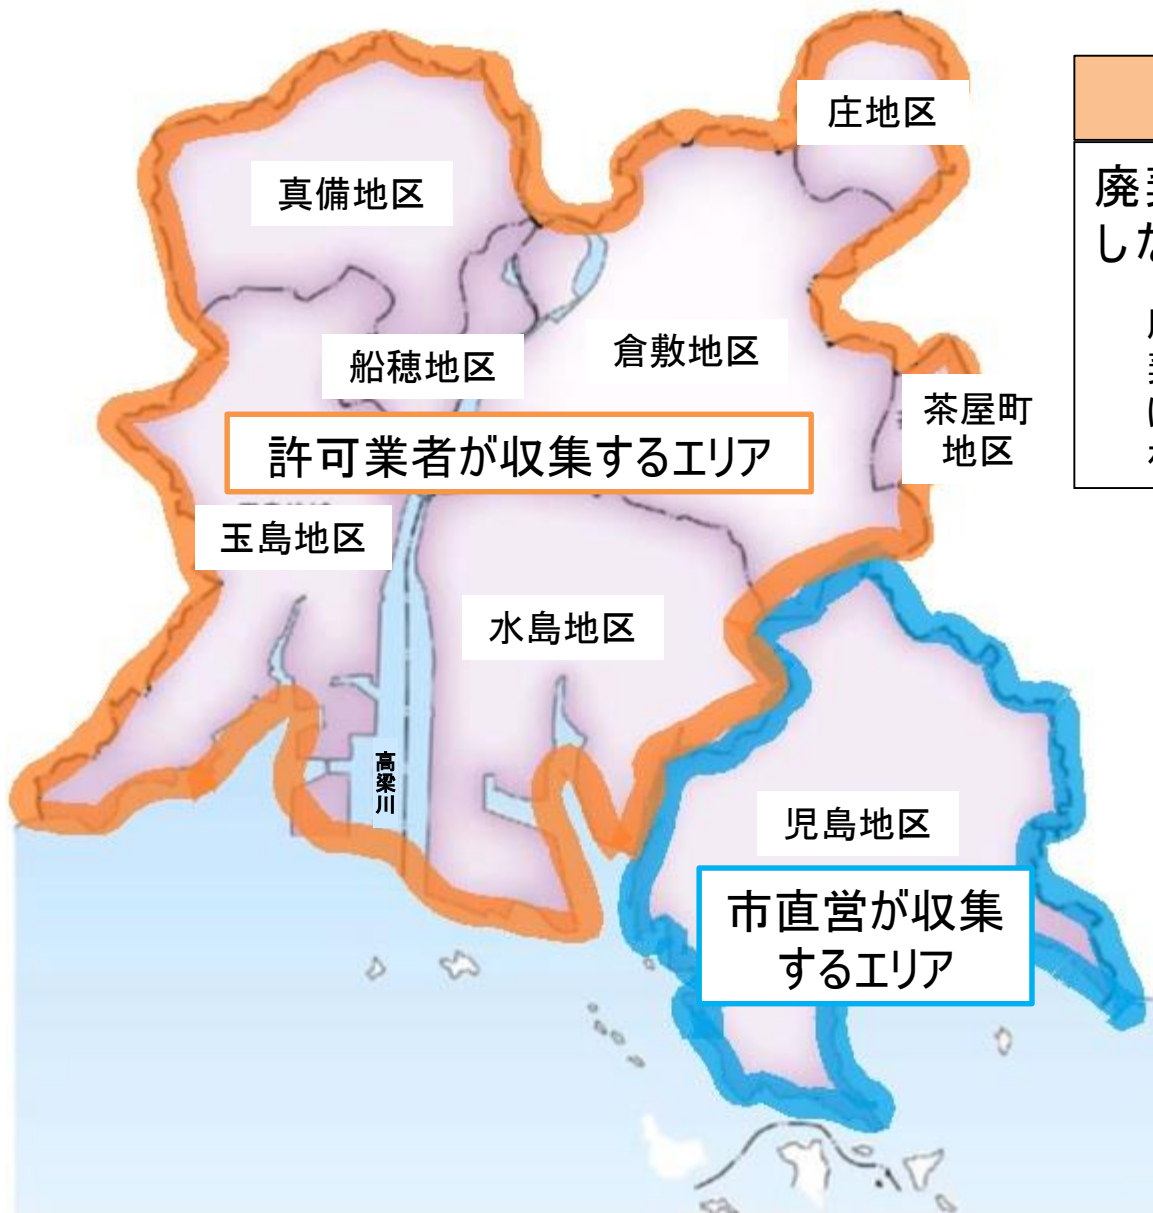 庄地区
真備地区
廃
した
船穂地区
倉敷地区
茶屋町
地区
許可業者が収集するエリア
玉島地区
水島地区
高梁川
児島地区
市直営が収集
するエリア